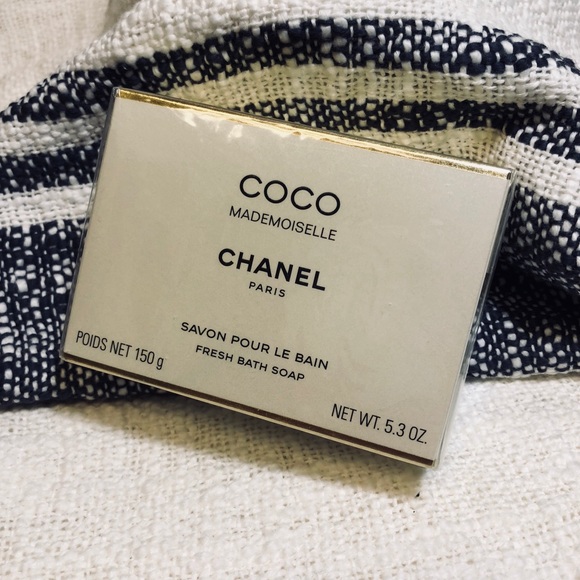 COCO
MADEMOISELLE
CHANEL
PARIS
SAVON POUR LE BAIN
FRESH BATH SOAP
POIDS NET 150 g
NET WT. 5.3 OZ.